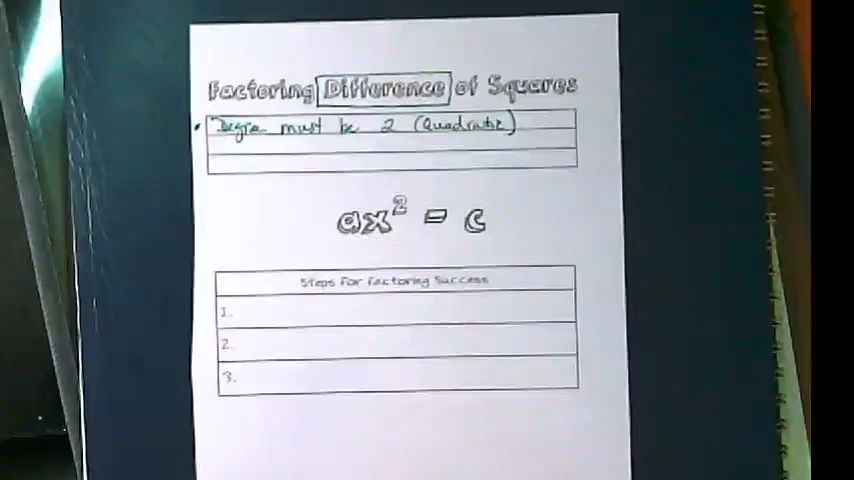 Factoring Difference of Squares
• Degree must be 2 (Quadratic)
ax² - c
Steps For Factoring Success
1.
2.
3.